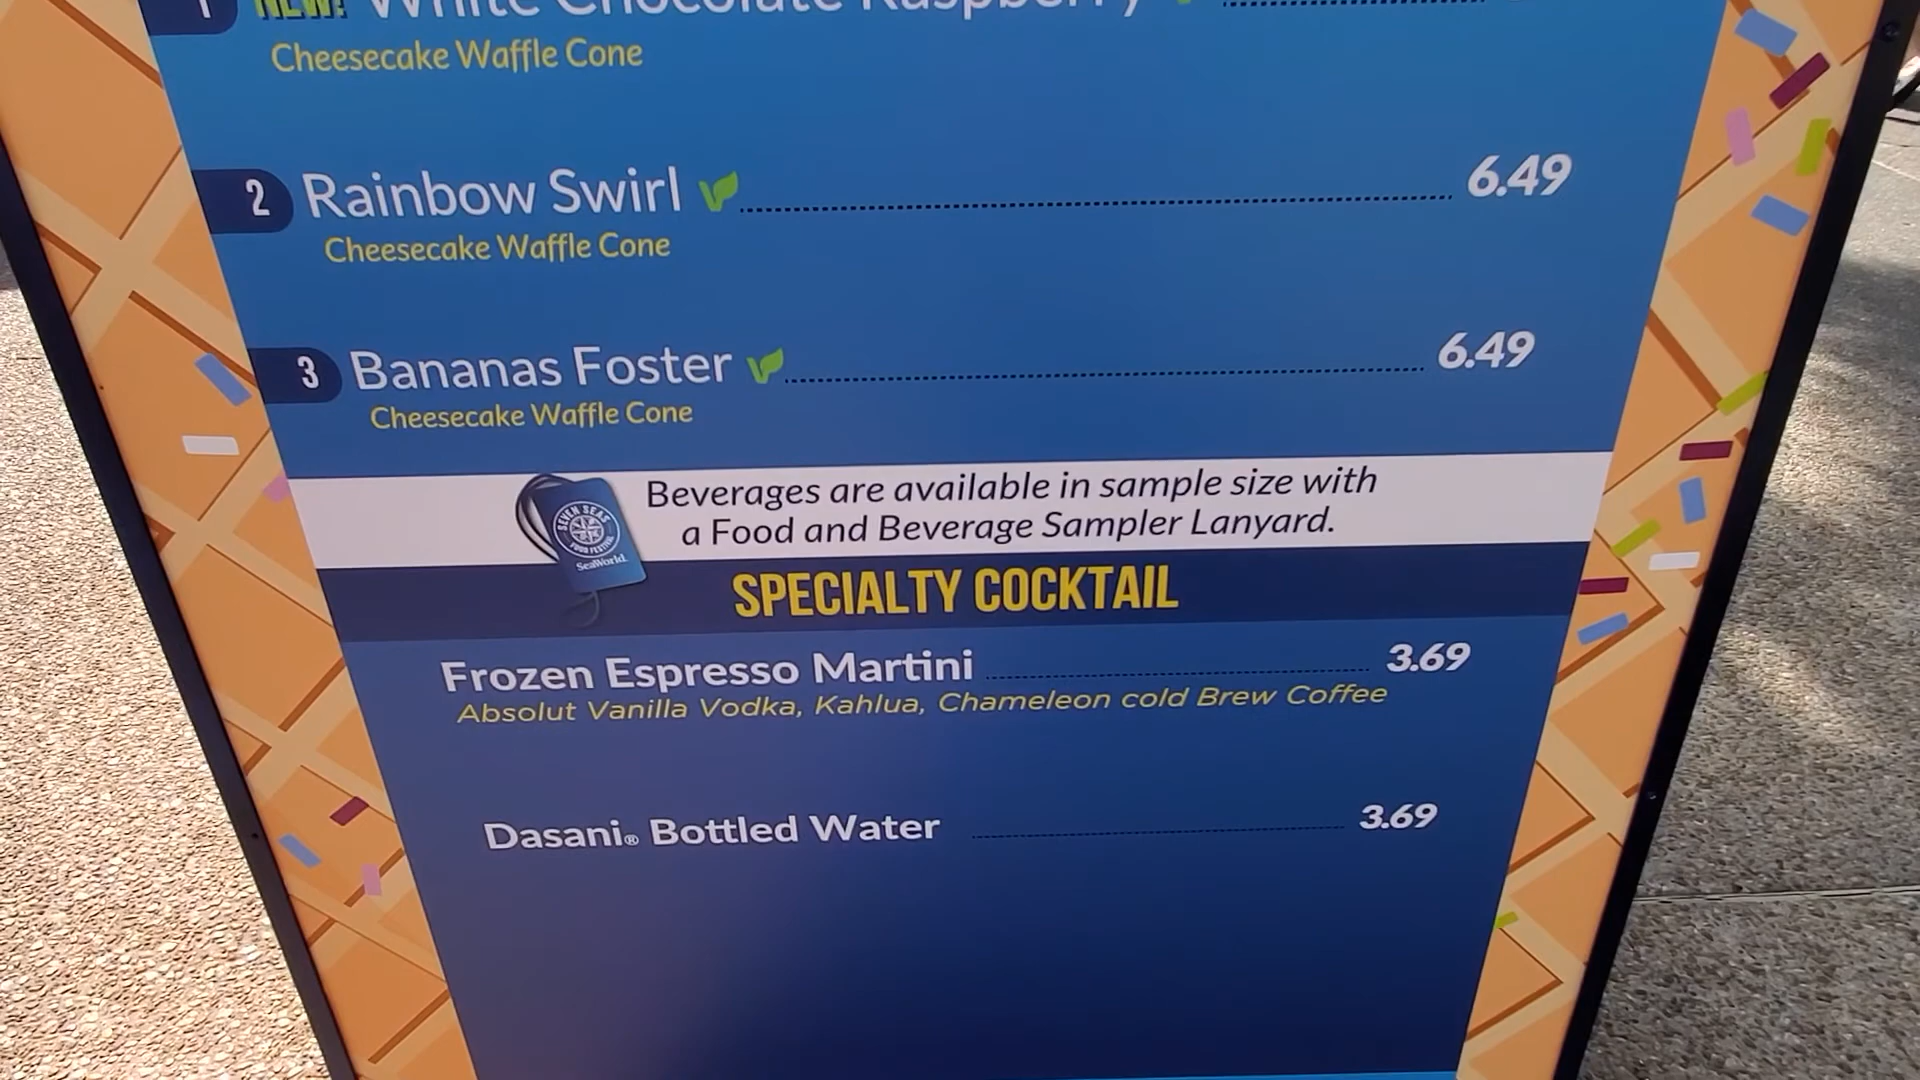 1 NEW! White Chocolate Raspberry
Cheesecake Waffle Cone
2 Rainbow Swirl 6.49
Cheesecake Waffle Cone
3 Bananas Foster 6.49
Cheesecake Waffle Cone
Beverages are available in sample size with
a Food and Beverage Sampler Lanyard.
SEVEN SEAS
FOOD FESTIVAL
SeaWorld
SPECIALTY COCKTAIL
Frozen Espresso Martini 3.69
Absolut Vanilla Vodka, Kahlua, Chameleon cold Brew Coffee
Dasani® Bottled Water 3.69